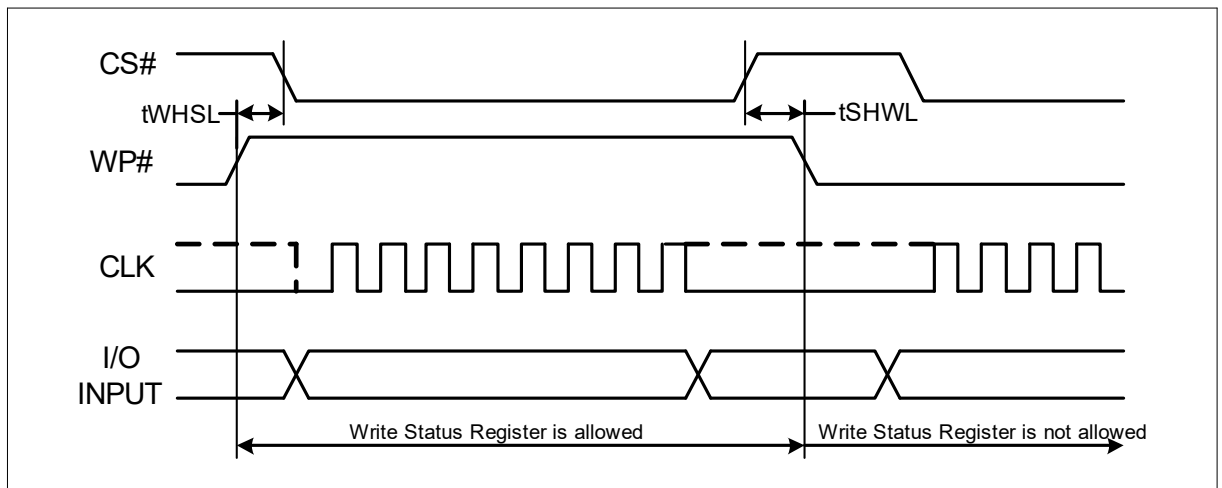 CS#
tWHSL
tSHWL
WP#
CLK
I/O
INPUT
Write Status Register is allowed
Write Status Register is not allowed